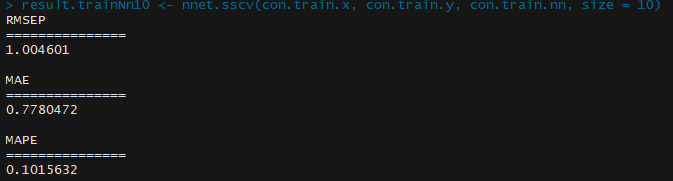 > result.trainNn10 <- nnet.sscv(con.train.x, con.train.y, con.train.nn, size = 10)
RMSEP
===============
1.004601
MAE
===============
0.7780472
MAPE
===============
0.1015632